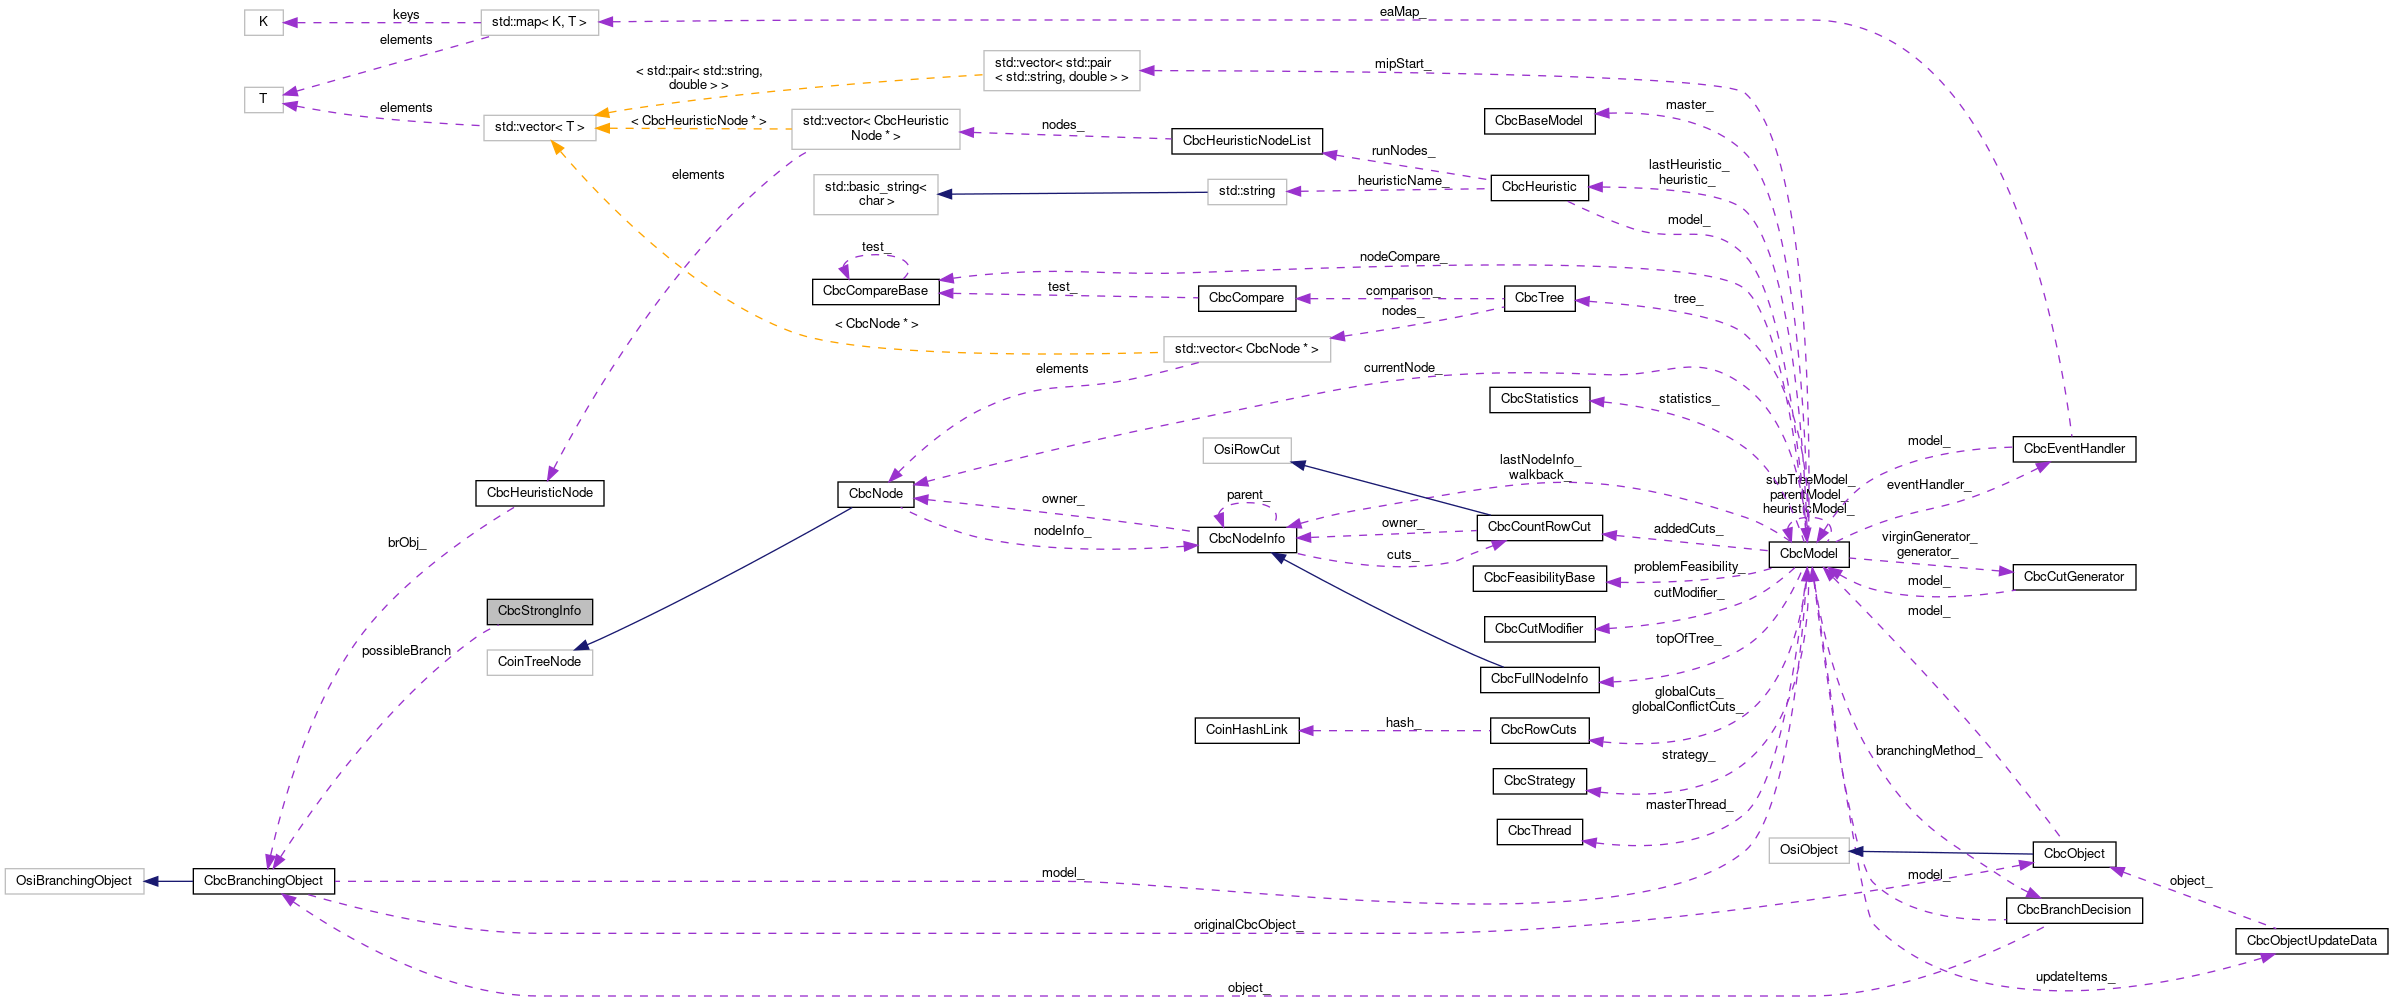 eaMap_
K
keys
std::map< K, T >
elements
std::vector< std::pair
< std::string, double > >
mipStart_
< std::pair< std::string,
double > >
T
elements
std::vector< T >
< CbcHeuristicNode * >
std::vector< CbcHeuristic
Node * >
nodes_
CbcHeuristicNodeList
master_
CbcBaseModel
runNodes_
lastHeuristic_
heuristic_
elements
std::basic_string<
char >
std::string
heuristicName_
CbcHeuristic
model_
test_
CbcCompareBase
nodeCompare_
test_
CbcCompare
comparison_
CbcTree
tree_
nodes_
< CbcNode * >
std::vector< CbcNode * >
elements
currentNode_
CbcStatistics
statistics_
OsiRowCut
model_
CbcEventHandler
lastNodeInfo_
walkback_
subTreeModel_
parentModel_
heuristicModel_
eventHandler_
CbcHeuristicNode
CbcNode
owner_
parent_
nodeInfo_
CbcNodeInfo
owner_
cuts_
CbcCountRowCut
addedCuts_
CbcModel
virginGenerator_
generator_
brObj_
CbcFeasibilityBase
problemFeasibility_
model_
CbcCutGenerator
CbcStrongInfo
cutModifier_
model_
CbcCutModifier
possibleBranch
CoinTreeNode
topOfTree_
CbcFullNodeInfo
globalCuts_
globalConflictCuts_
CoinHashLink
hash_
CbcRowCuts
strategy_
branchingMethod_
CbcStrategy
masterThread_
CbcThread
OsiObject
CbcObject
OsiBranchingObject
CbcBranchingObject
model_
model_
object_
originalCbcObject_
CbcBranchDecision
CbcObjectUpdateData
updateItems_
object_